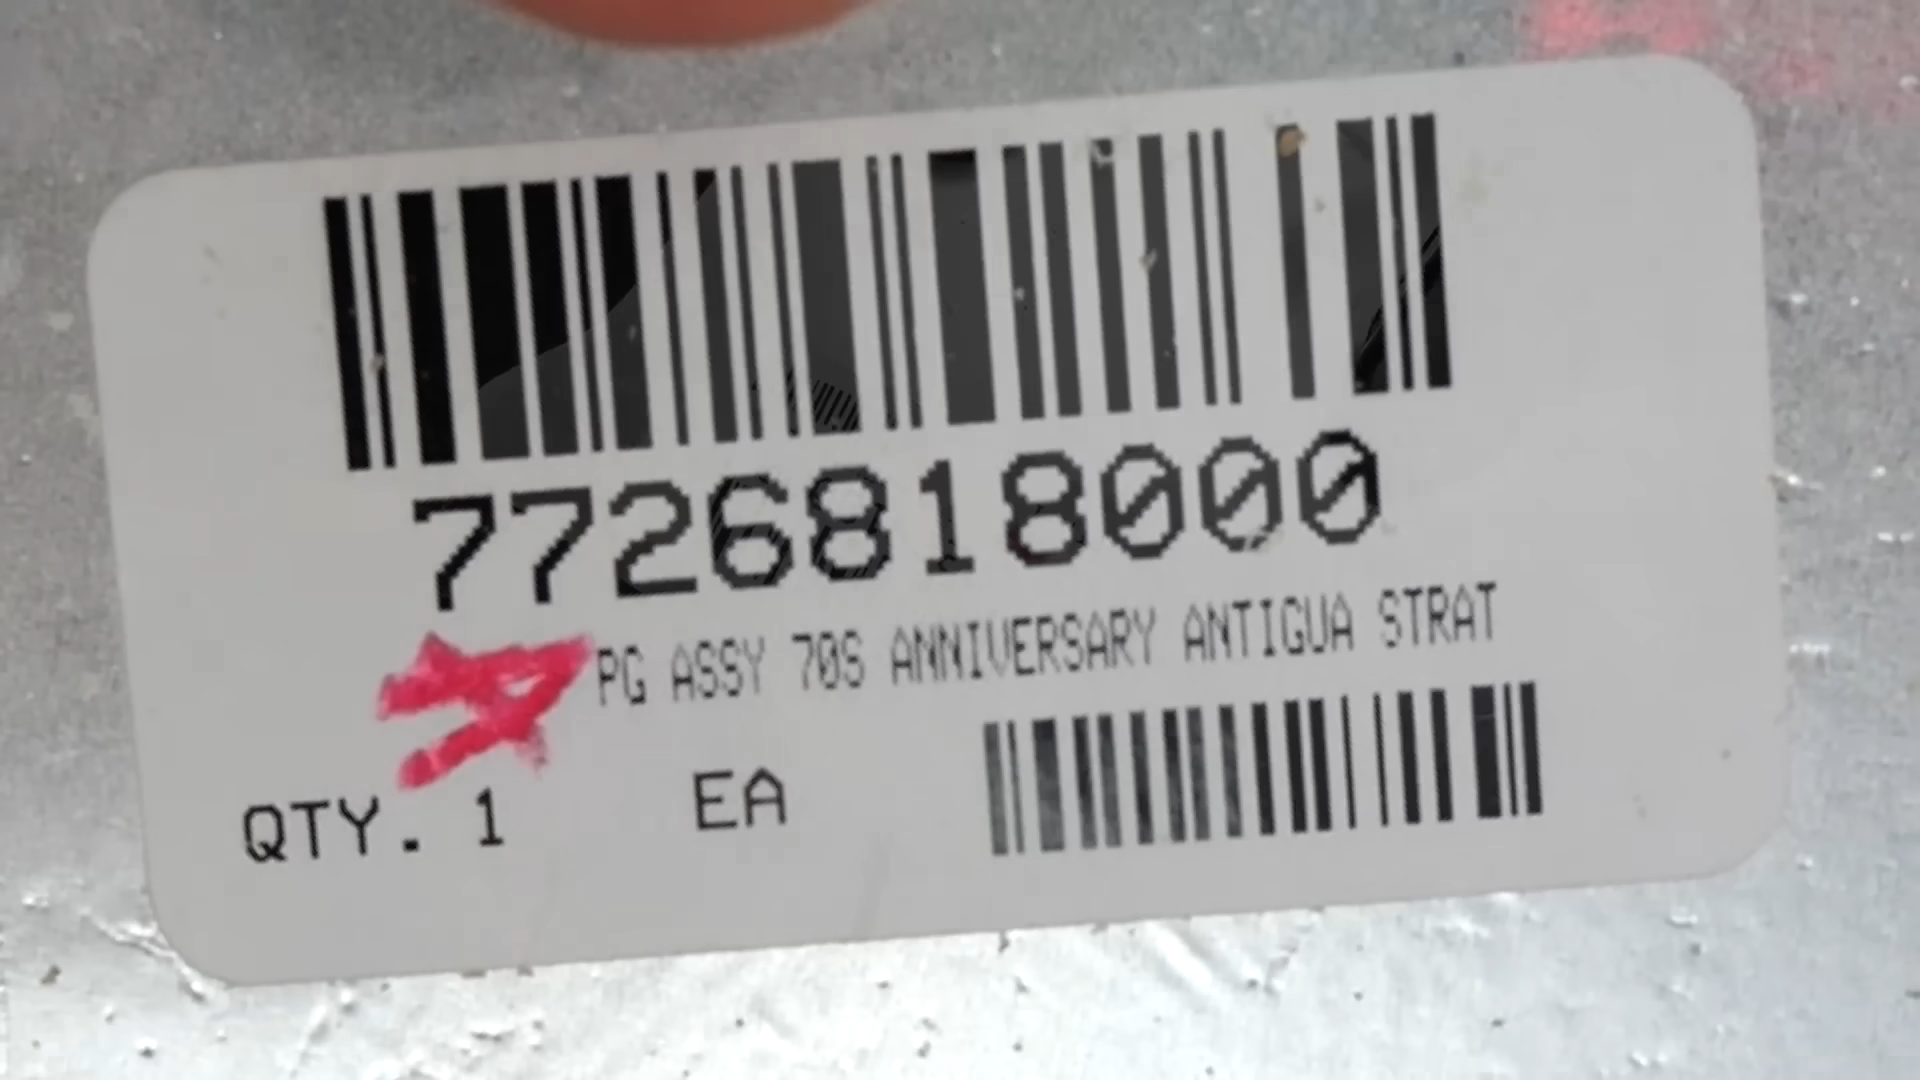 7726818000
PG ASSY 70S ANNIVERSARY ANTIGUA STRAT
QTY. 1 EA